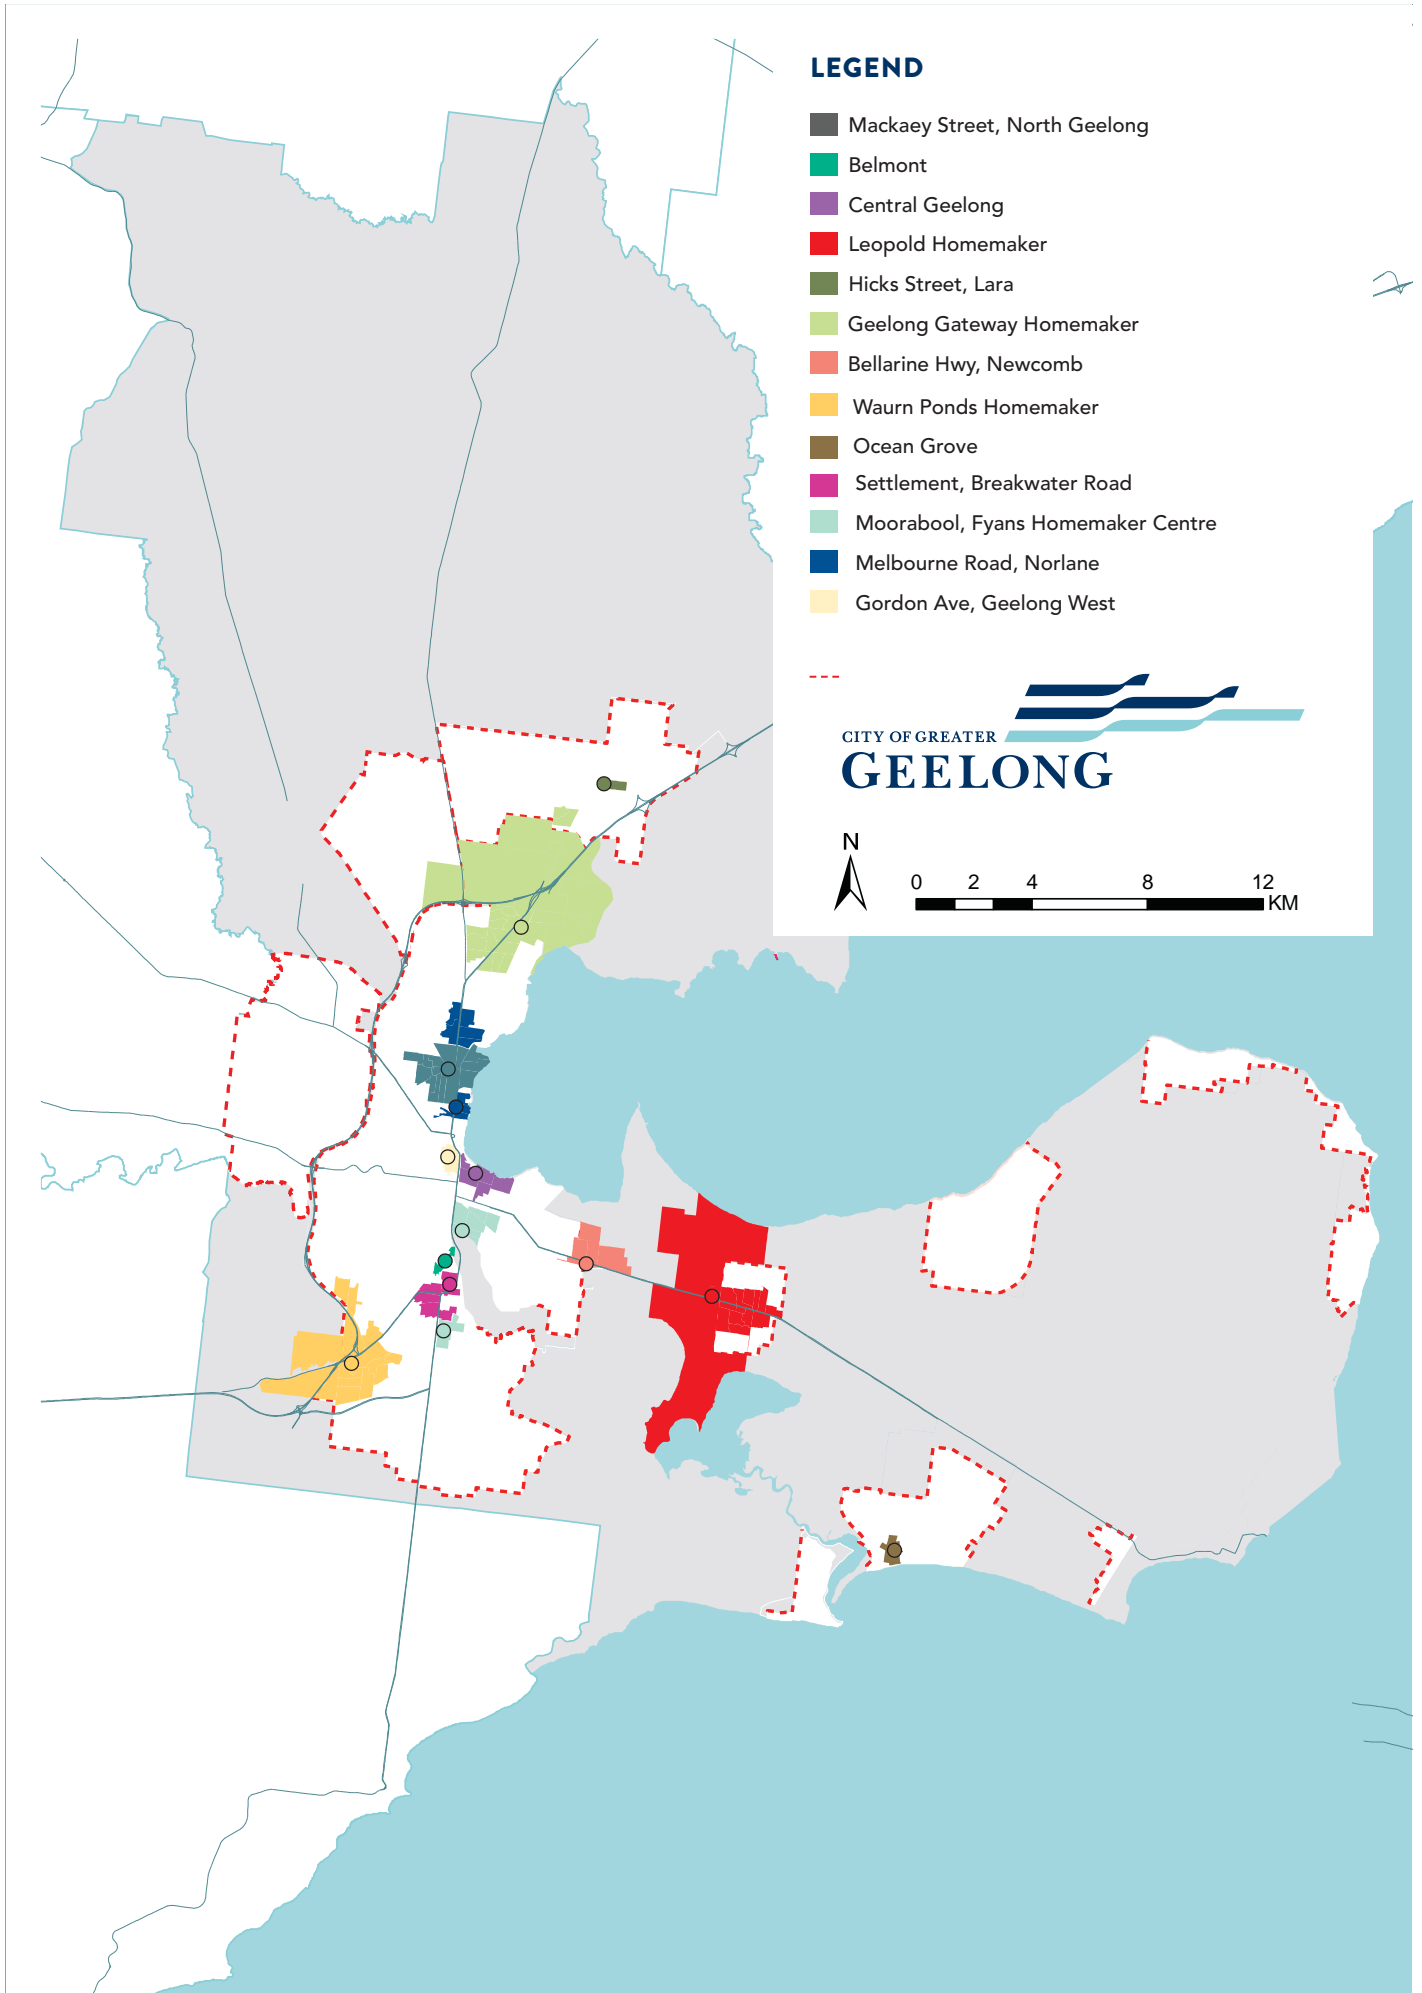 LEGEND
Mackaey Street, North Geelong
Belmont
Central Geelong
Leopold Homemaker
Hicks Street, Lara
Geelong Gateway Homemaker
Bellarine Hwy, Newcomb
Waurn Ponds Homemaker
Ocean Grove
Settlement, Breakwater Road
Moorabool, Fyans Homemaker Centre
Melbourne Road, Norlane
Gordon Ave, Geelong West
CITY OF GREATER
GEELONG
N
0 2 4 8 12
KM